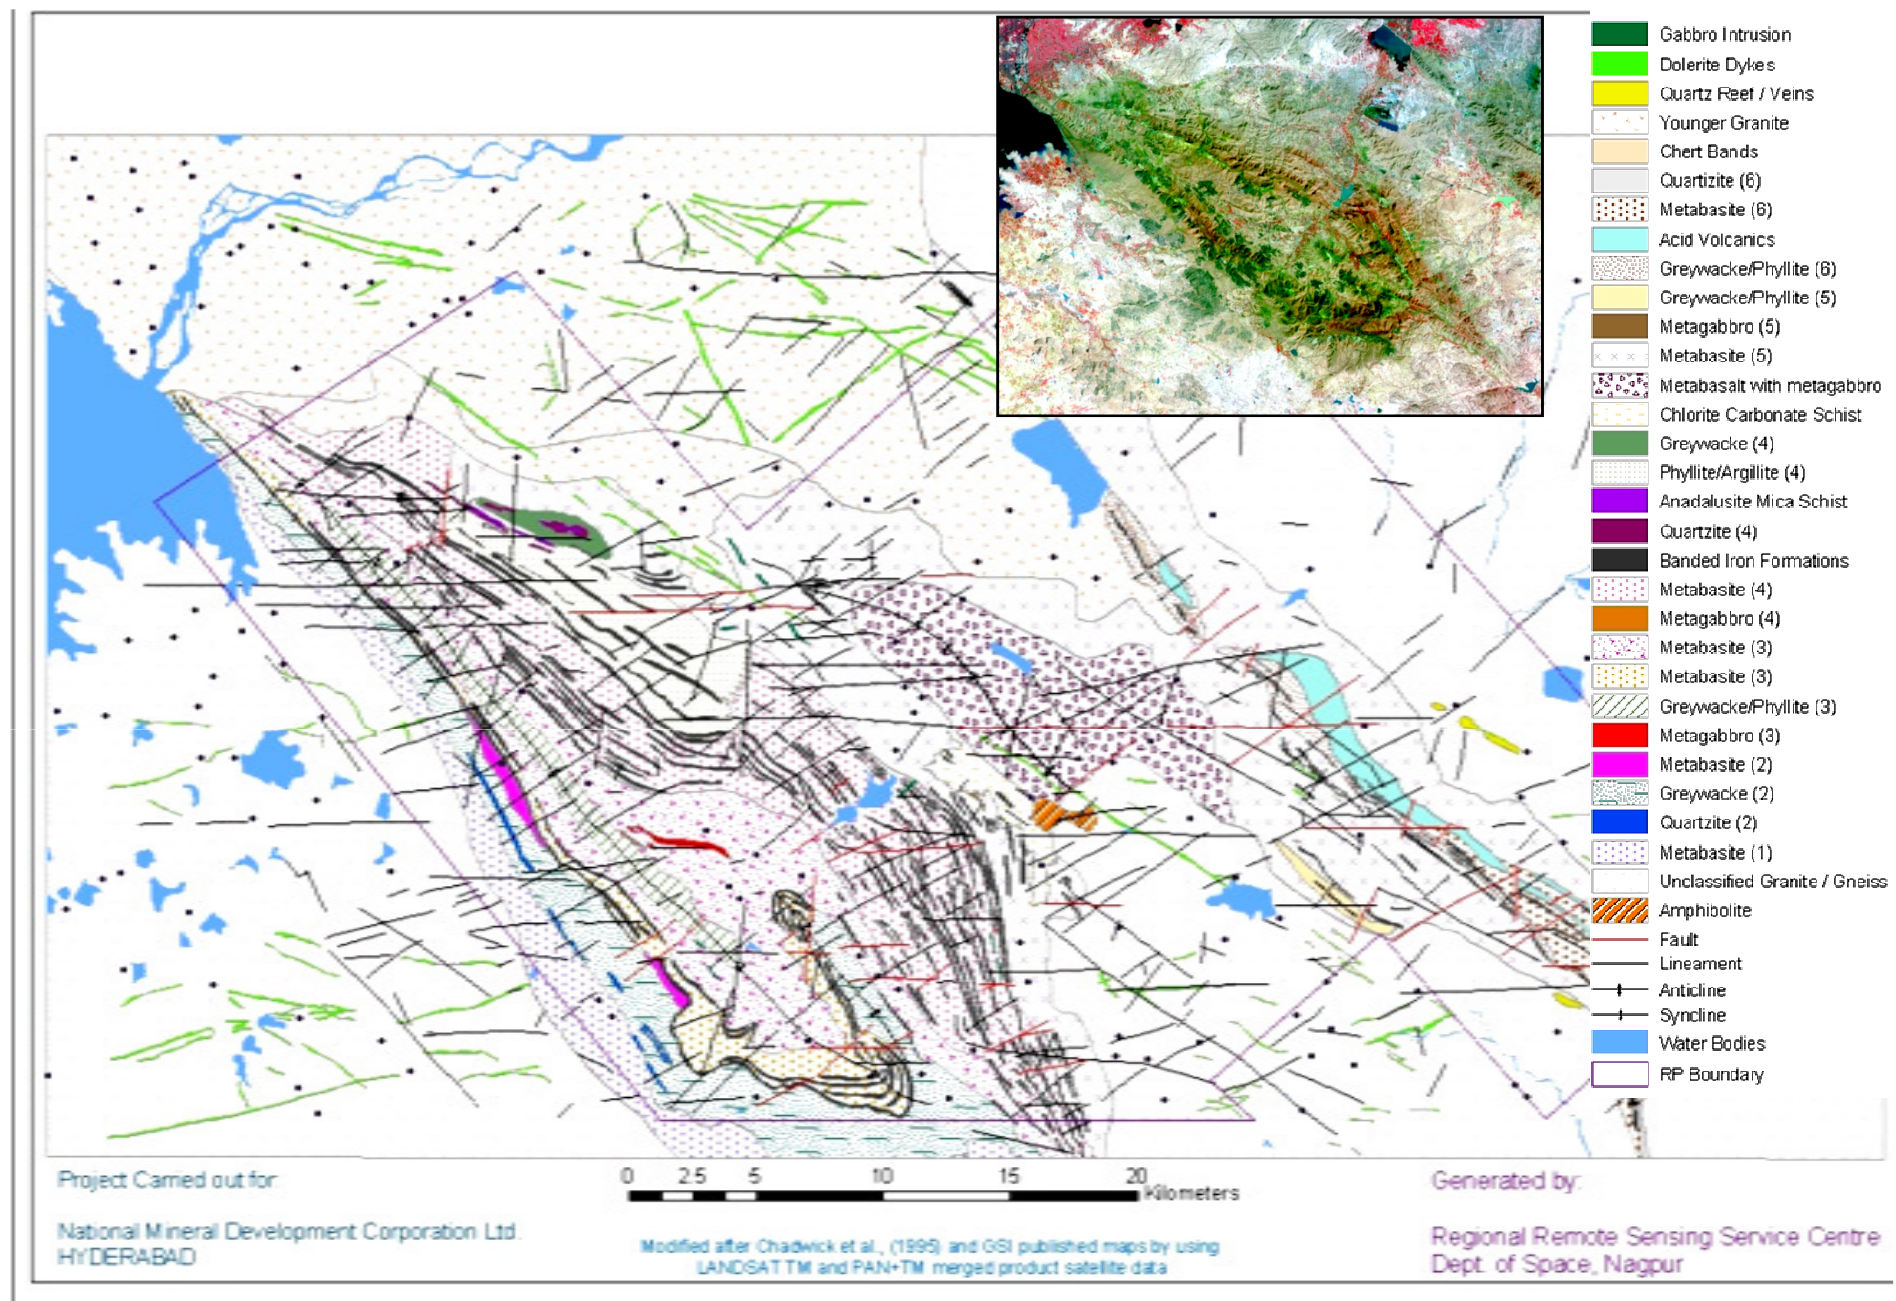 Gabbro Intrusion
Dolerite Dykes
Quartz Reef / Veins
Younger Granite
Chert Bands
Quartizite (6)
Metabasite (6)
Acid Volcanics
Greywacke/Phyllite (6)
Greywacke/Phyllite (5)
Metagabbro (5)
Metabasite (5)
Metabasalt with metagabbro
Chlorite Carbonate Schist
Greywacke (4)
Phyllite/Argillite (4)
Anadalusite Mica Schist
Quartzite (4)
Banded Iron Formations
Metabasite (4)
Metagabbro (4)
Metabasite (3)
Metabasite (3)
Greywacke/Phyllite (3)
Metagabbro (3)
Metabasite (2)
Greywacke (2)
Quartzite (2)
Metabasite (1)
Unclassified Granite / Gneiss
Amphibolite
Fault
Lineament
Anticline
Syncline
Water Bodies
RP Boundary
0 2.5 5 10 15 20
Kilometers
Project Carried out for:
National Mineral Development Corporation Ltd.
HYDERABAD
Modified after Chadwick et al., (1996) and GSI published maps by using
LANDSAT TM and PAN+TM merged product satellite data
Generated by:
Regional Remote Sensing Service Centre
Dept. of Space, Nagpur